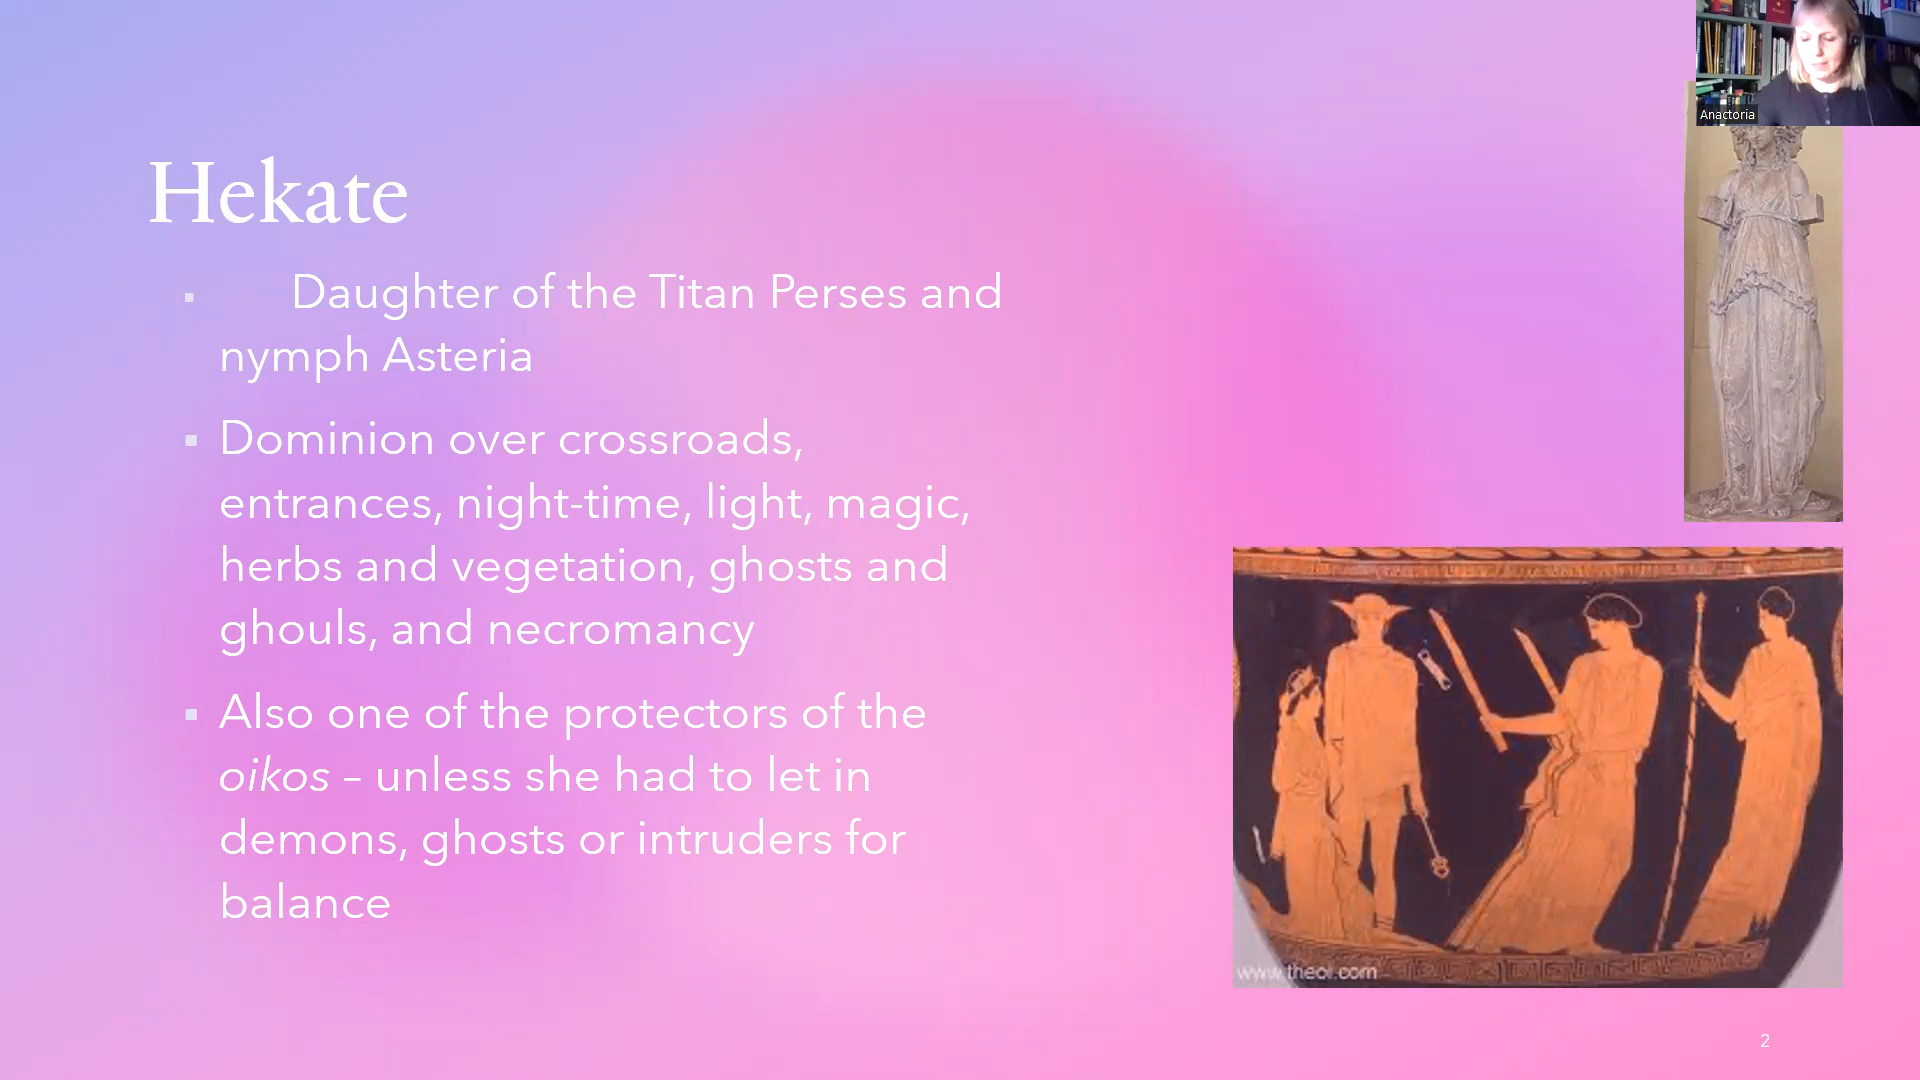 Anactoria
Hekate
▪ Daughter of the Titan Perses and
nymph Asteria
▪ Dominion over crossroads,
entrances, night-time, light, magic,
herbs and vegetation, ghosts and
ghouls, and necromancy
▪ Also one of the protectors of the
oikos – unless she had to let in
demons, ghosts or intruders for
balance
www.theoi.com
2